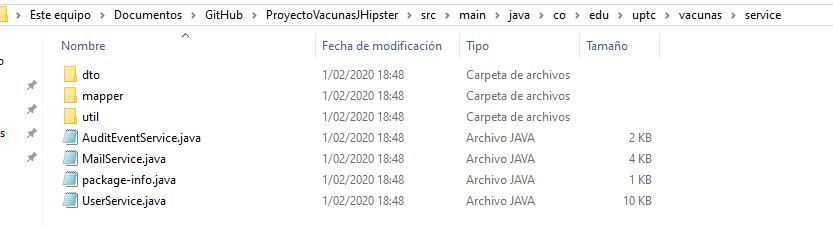 Este equipo > Documentos > GitHub > ProyectoVacunasJHipster > src > main > java > co > edu > uptc > vacunas > service
Nombre Fecha de modificación Tipo Tamaño
dto 1/02/2020 18:48 Carpeta de archivos
mapper 1/02/2020 18:48 Carpeta de archivos
util 1/02/2020 18:48 Carpeta de archivos
AuditEventService.java 1/02/2020 18:48 Archivo JAVA 2 KB
MailService.java 1/02/2020 18:48 Archivo JAVA 4 KB
package-info.java 1/02/2020 18:48 Archivo JAVA 1 KB
UserService.java 1/02/2020 18:48 Archivo JAVA 10 KB